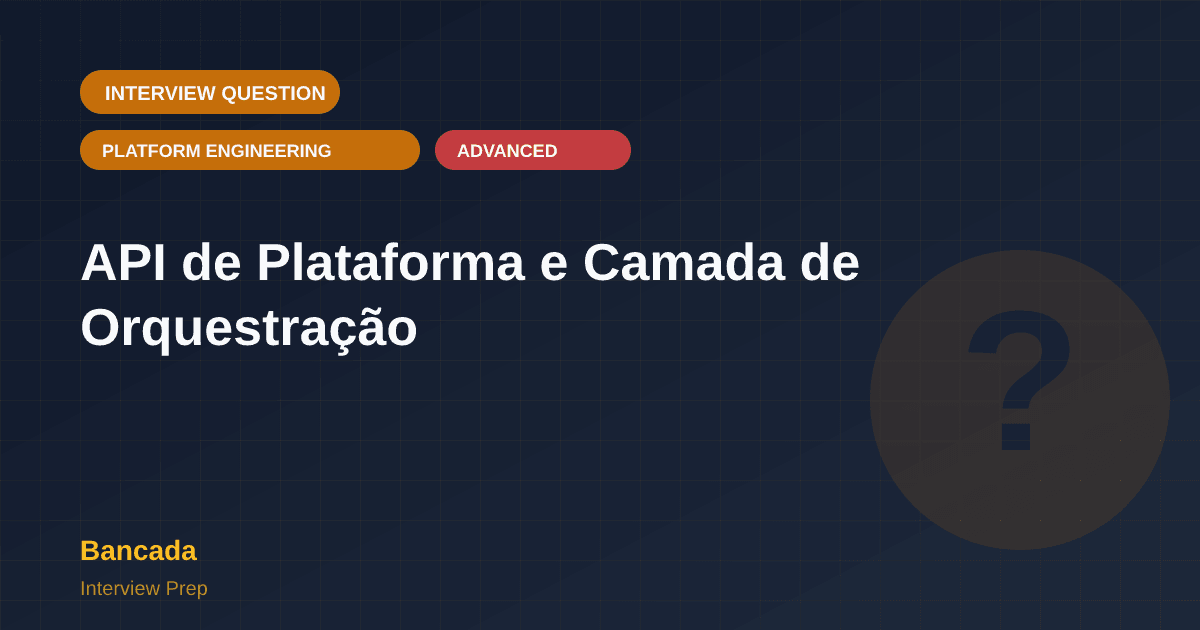 INTERVIEW QUESTION
PLATFORM ENGINEERING
ADVANCED
API de Plataforma e Camada de
Orquestração
?
Bancada
Interview Prep